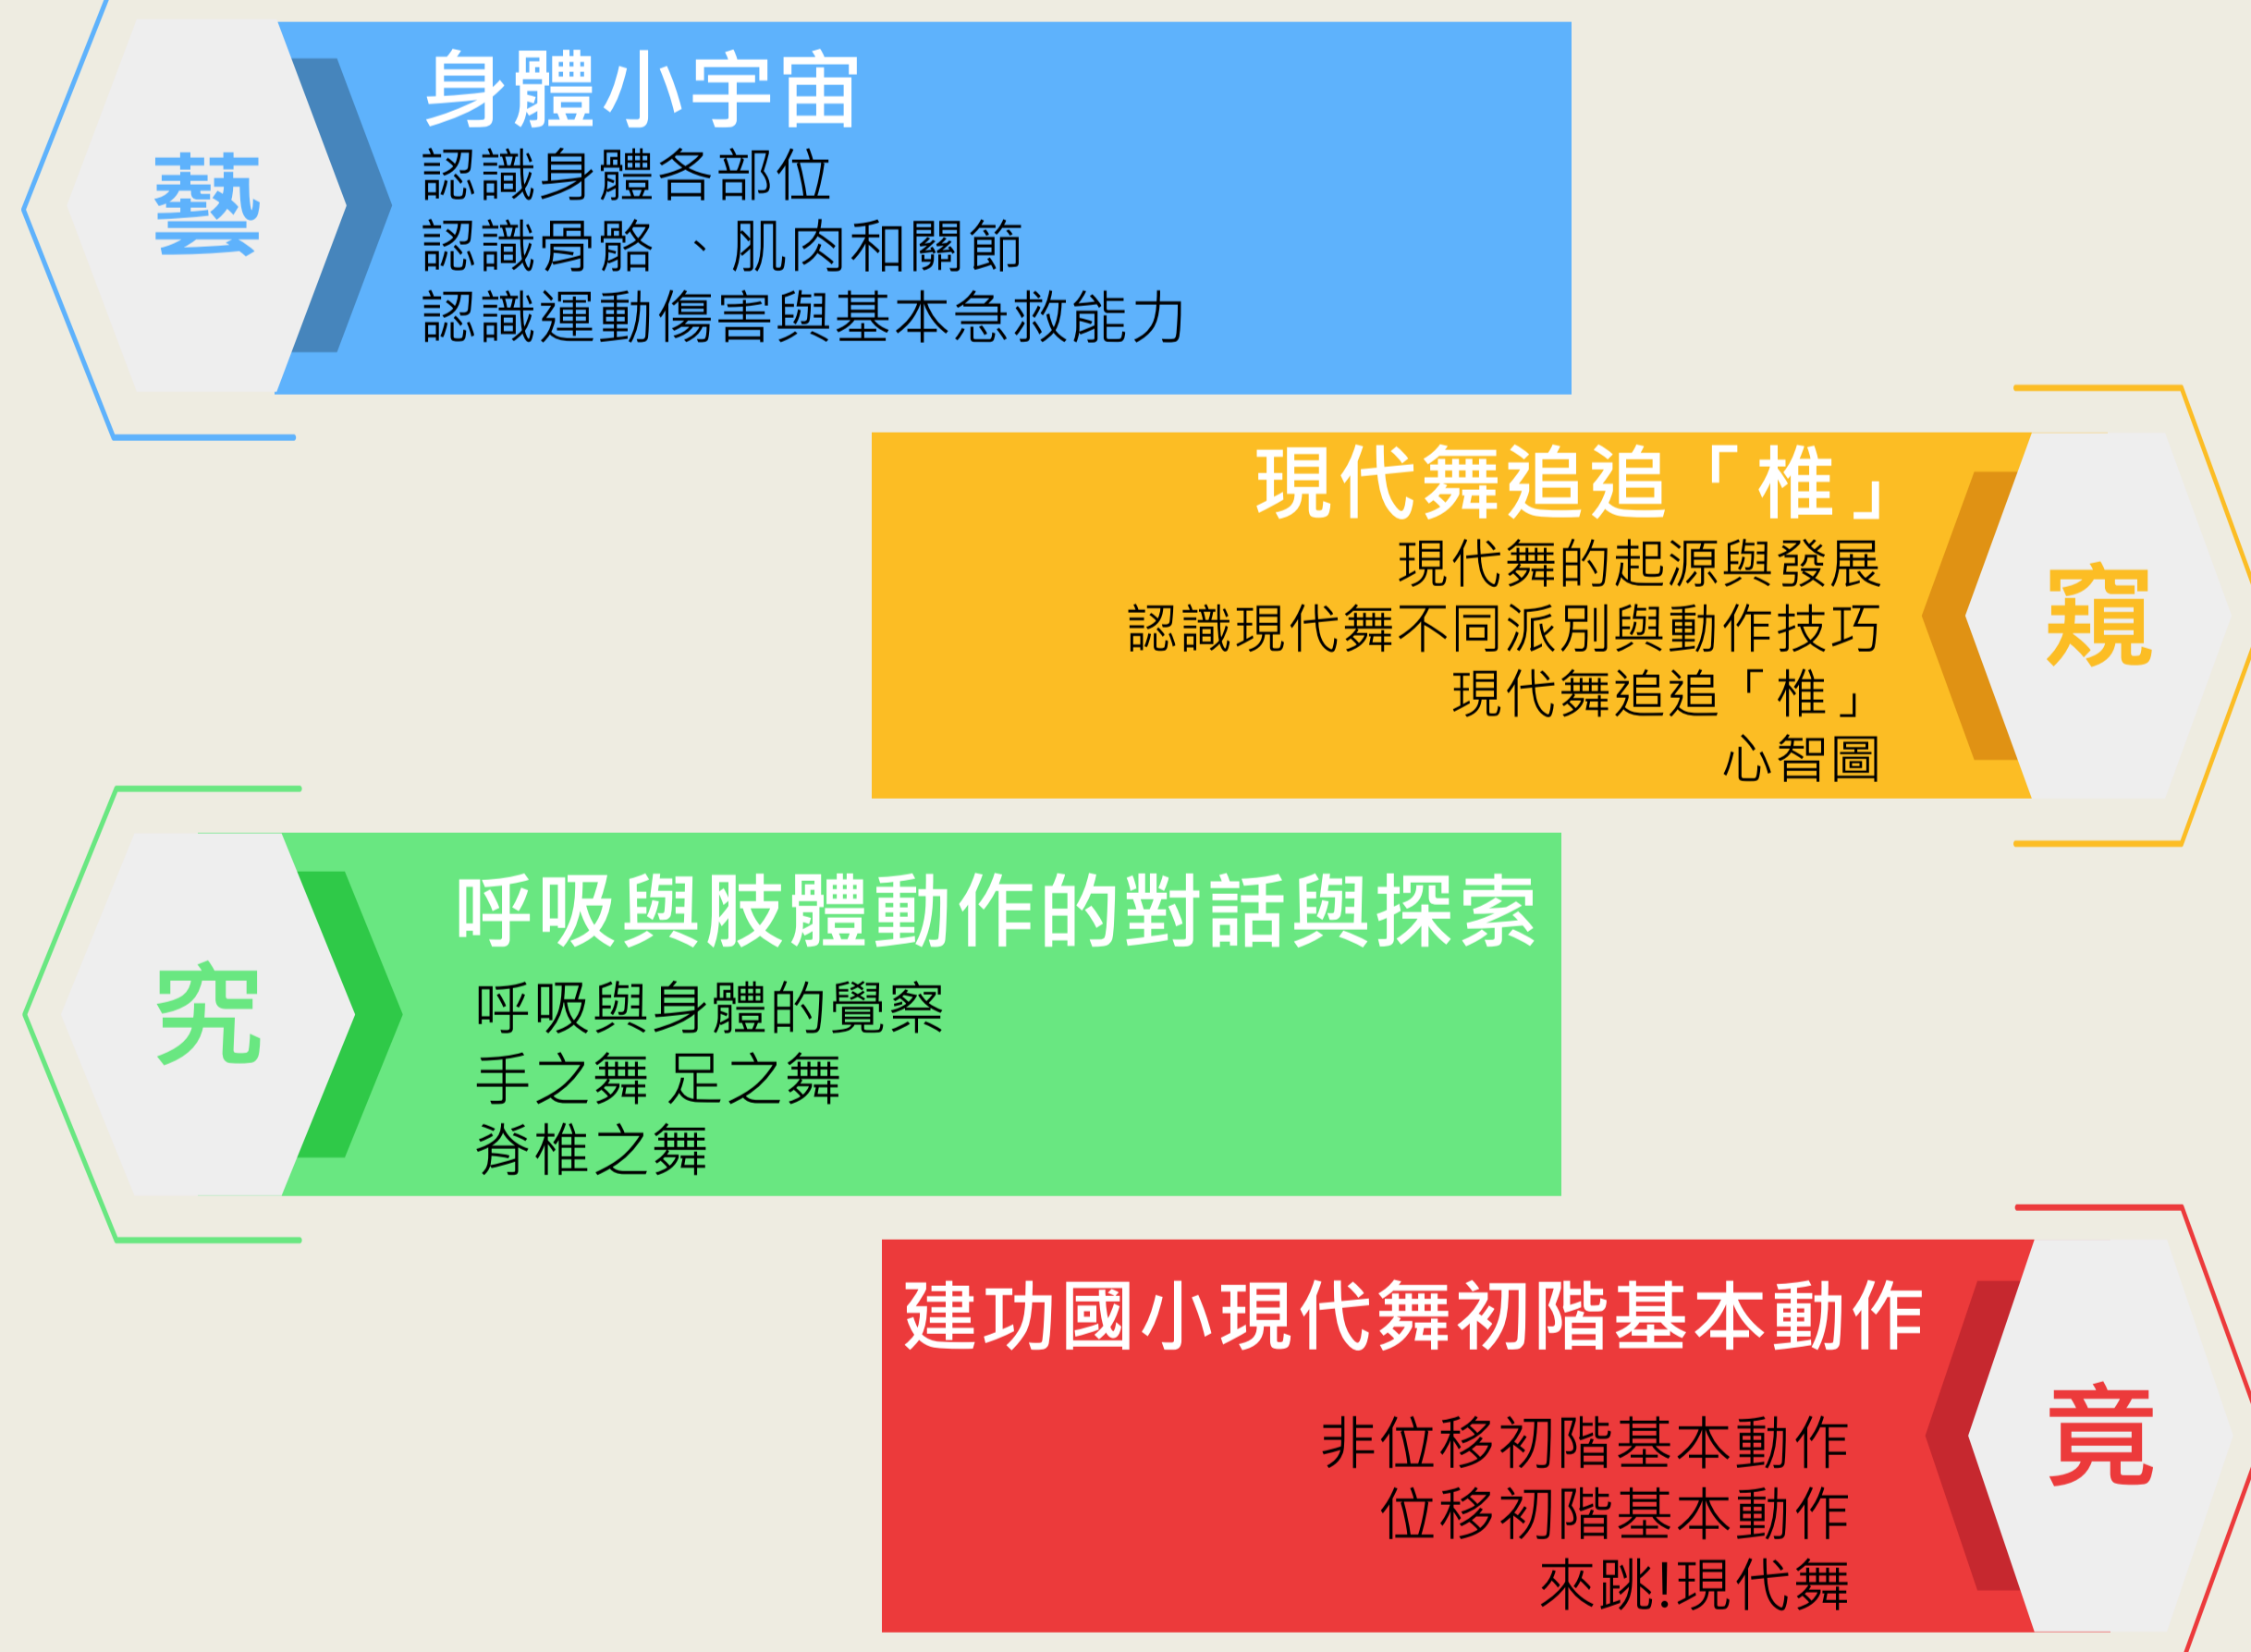 藝
身體小宇宙
認識身體各部位
認識骨骼、肌肉和關節
認識運動傷害與基本急救能力
窺
現代舞追追「椎」
現代舞的起源與發展
認識現代舞不同派別與動作技巧
現代舞追追「椎」
心智圖
究
呼吸與肢體動作的對話與探索
呼吸與身體的覺察
手之舞 足之舞
脊椎之舞
竟
建功國小現代舞初階基本動作
非位移初階基本動作
位移初階基本動作
來跳!現代舞